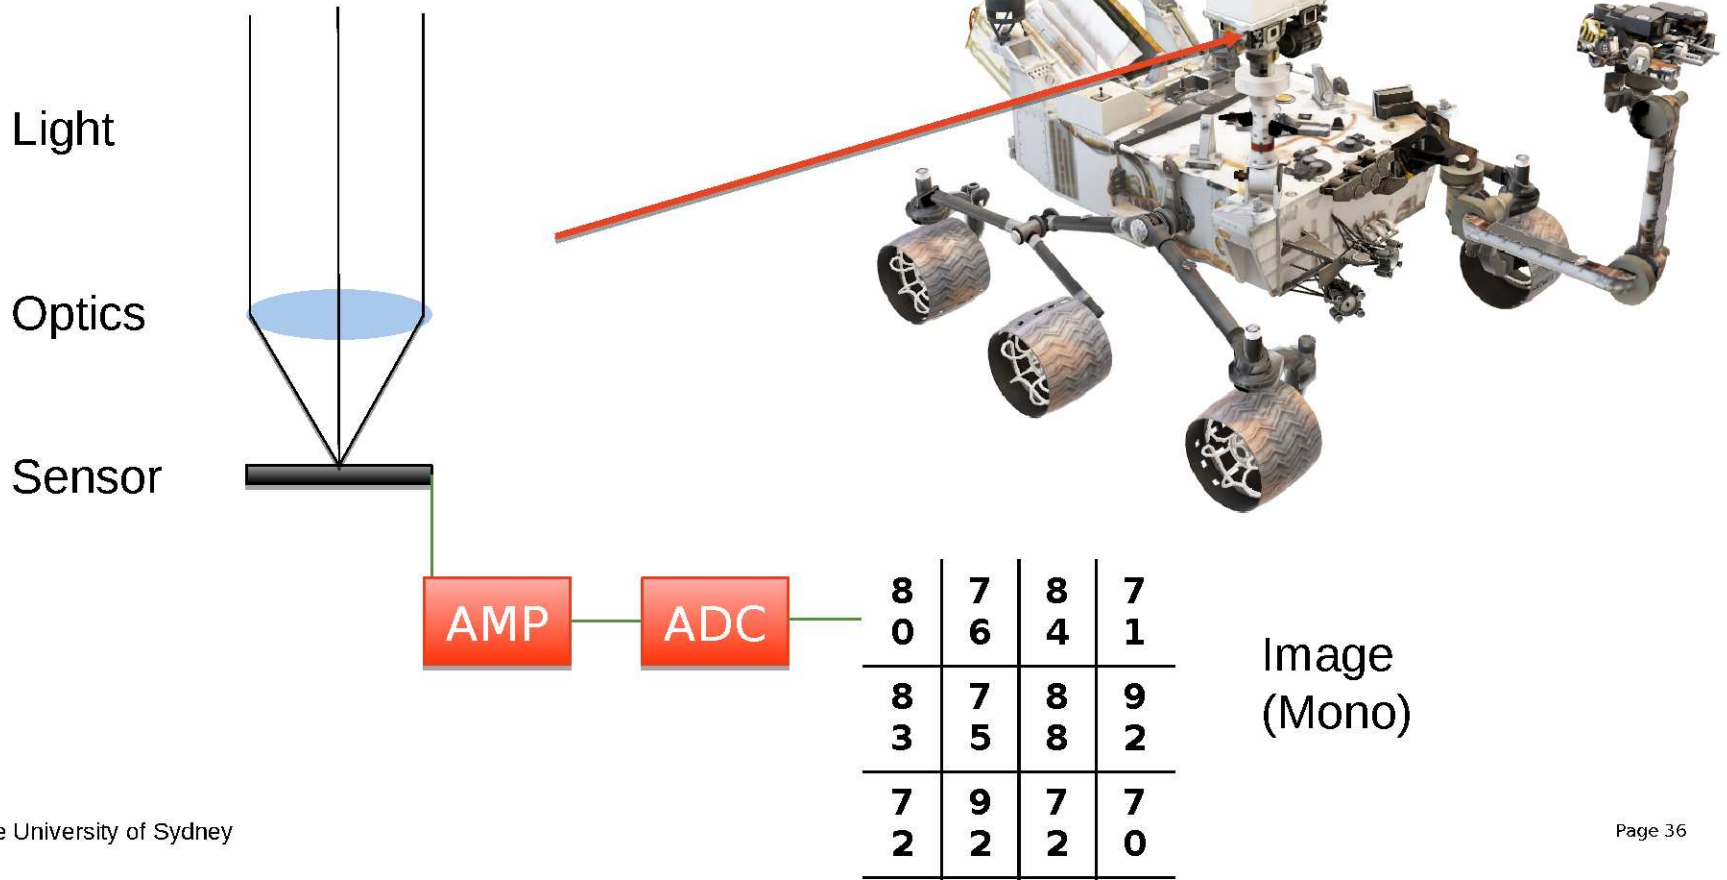 Light
Optics
Sensor
AMP
ADC
8 7 8 7
0 6 4 1
8 7 8 9
3 5 8 2
7 9 7 7
2 2 2 0
Image
(Mono)
e University of Sydney
Page 36